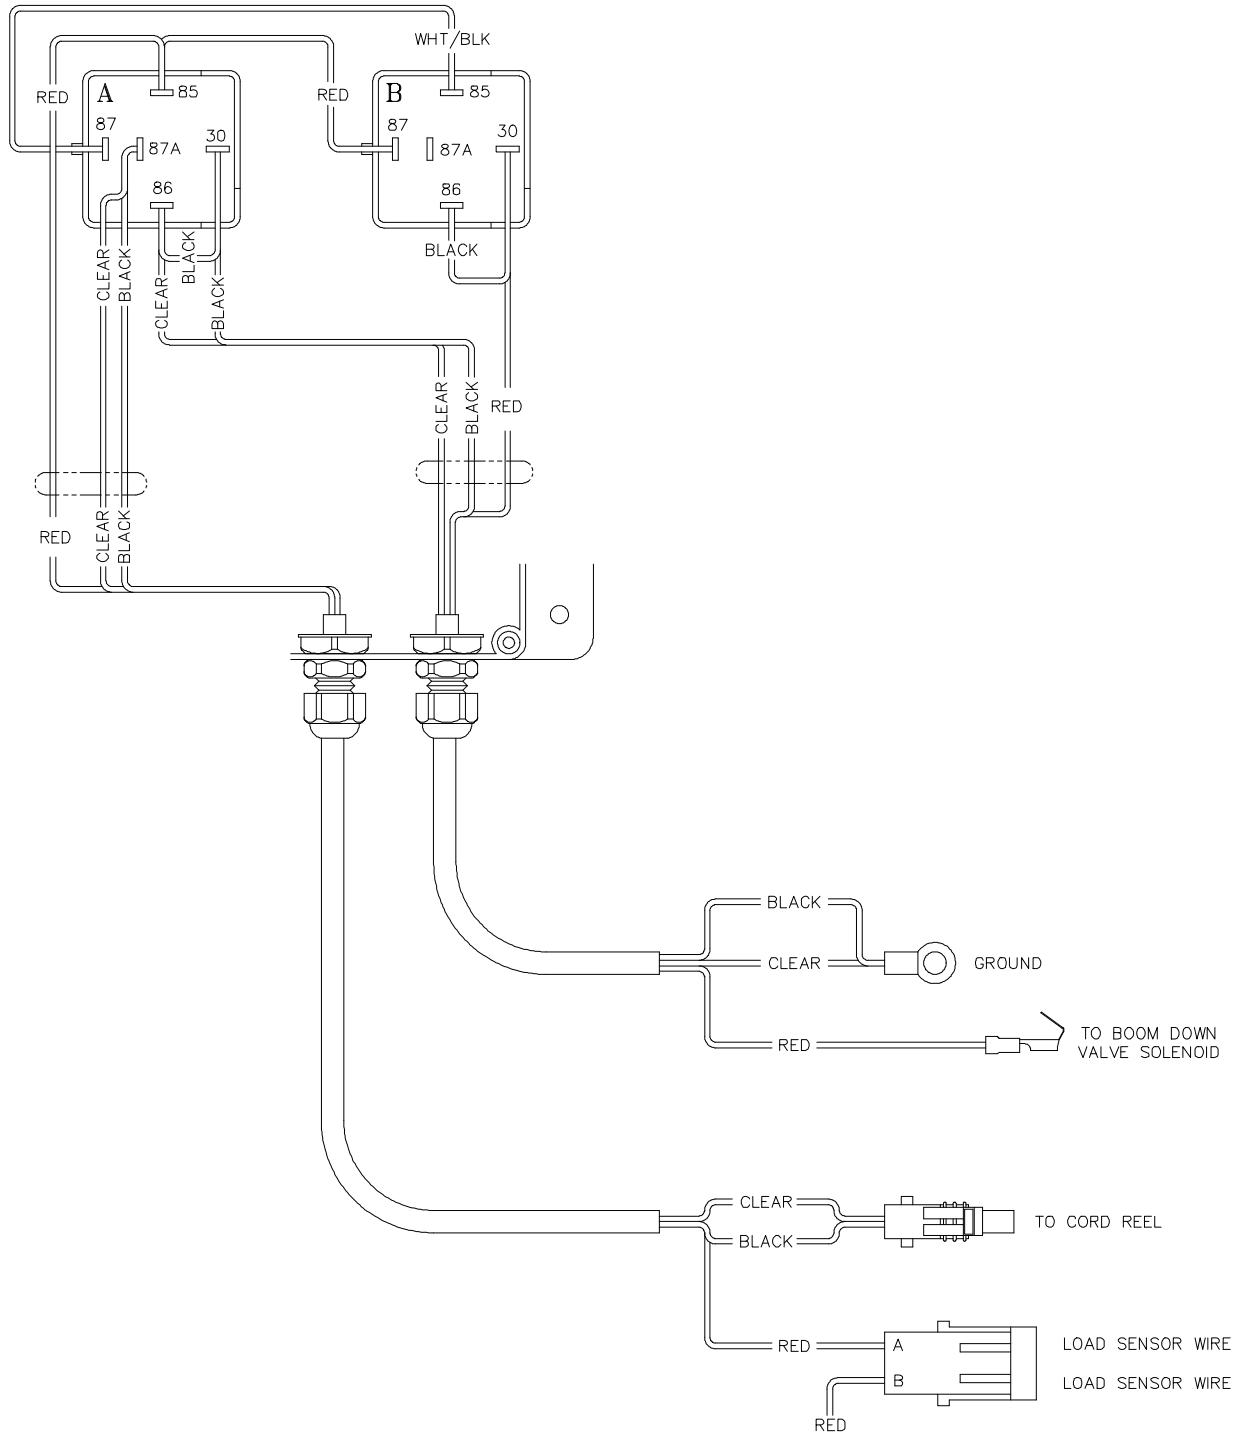 WHT/BLK
RED
A
85
RED
B
85
87
87A
30
87
87A
30
86
86
CLEAR
BLACK
BLACK
BLACK
CLEAR
BLACK
CLEAR
BLACK
RED
RED
CLEAR
BLACK
BLACK
CLEAR
GROUND
RED
TO BOOM DOWN
VALVE SOLENOID
CLEAR
TO CORD REEL
BLACK
RED
A
LOAD SENSOR WIRE
B
LOAD SENSOR WIRE
RED